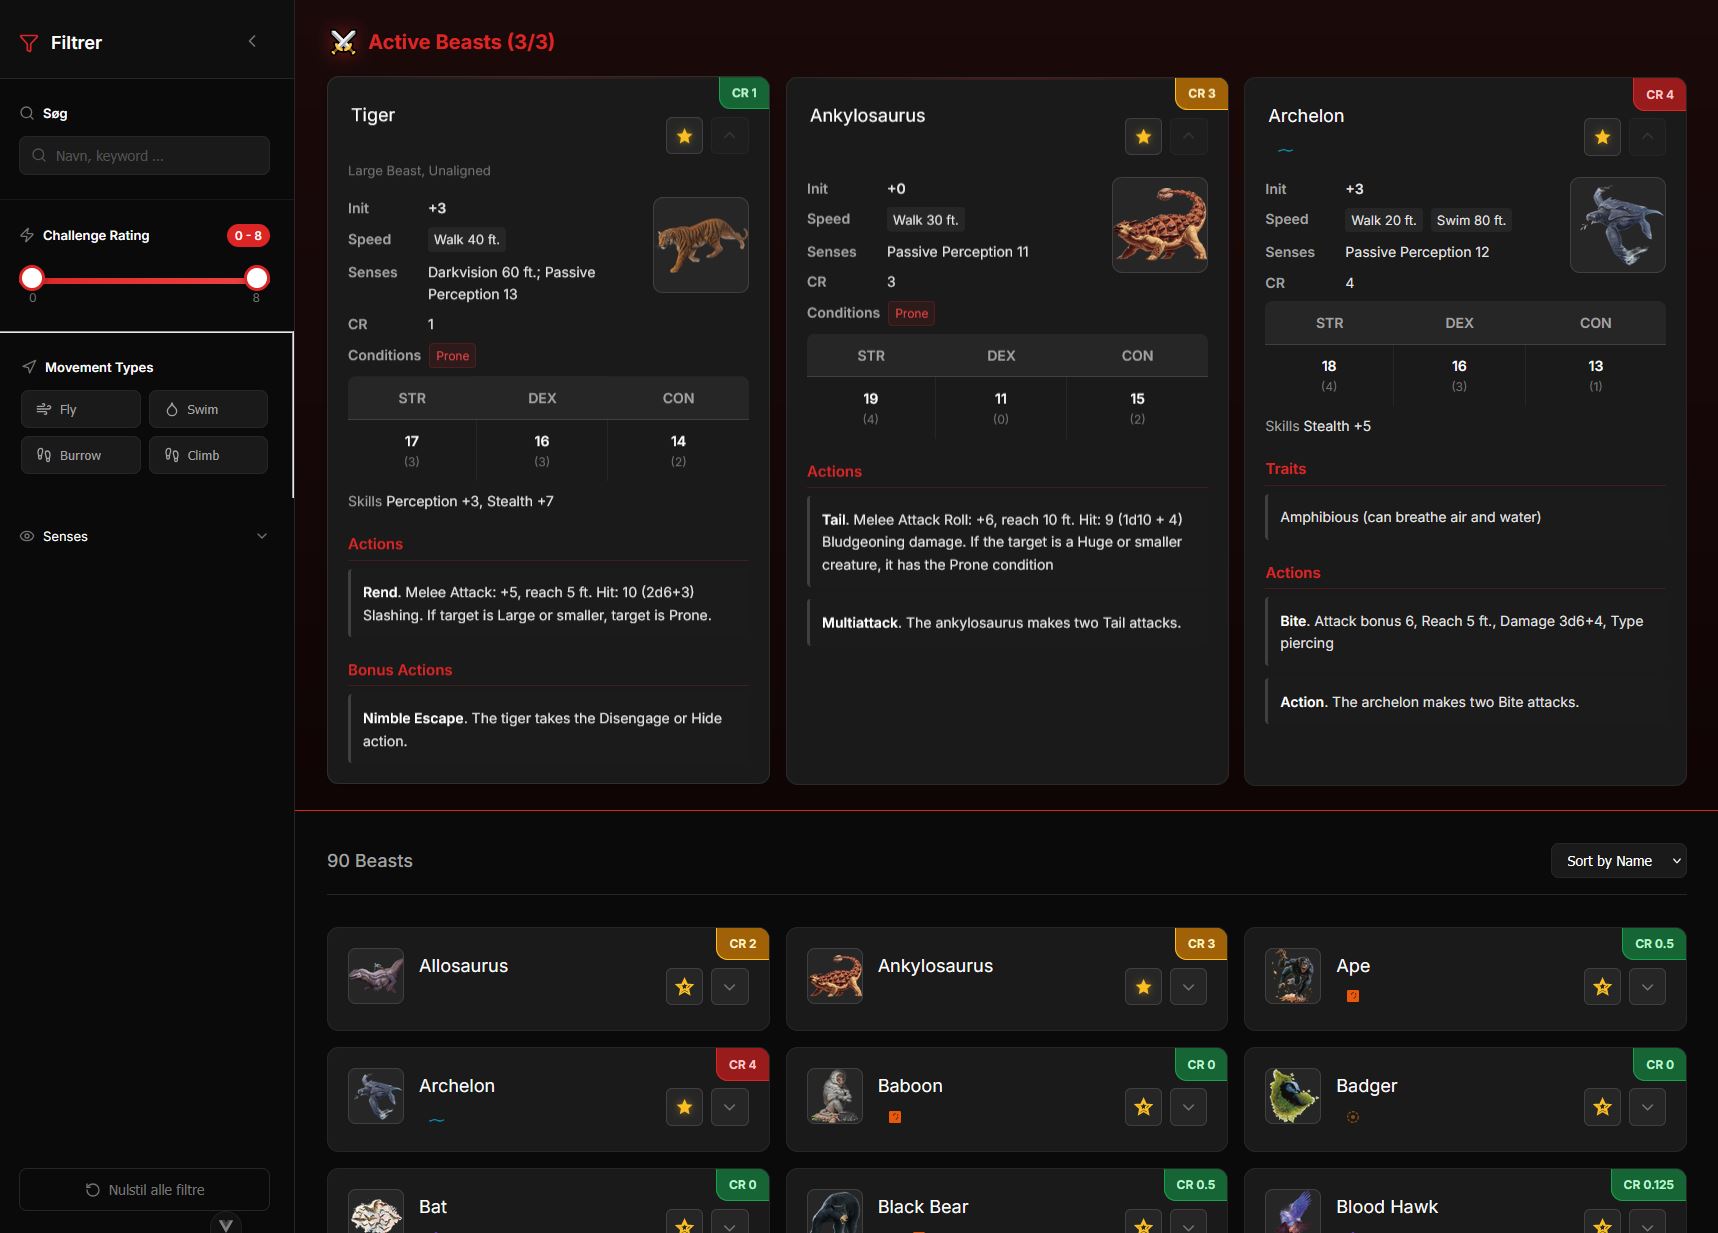 Filtrer
Søg
Navn, keyword ...
Challenge Rating
0 - 8
0
8
Movement Types
Fly
Swim
Burrow
Climb
Senses
Nulstil alle filtre
Active Beasts (3/3)
CR 1
Tiger
Large Beast, Unaligned
Init +3
Speed Walk 40 ft.
Senses Darkvision 60 ft.; Passive
Perception 13
CR 1
Conditions Prone
STR DEX CON
17 16 14
(3) (3) (2)
Skills Perception +3, Stealth +7
Actions
Rend. Melee Attack: +5, reach 5 ft. Hit: 10 (2d6+3)
Slashing. If target is Large or smaller, target is Prone.
Bonus Actions
Nimble Escape. The tiger takes the Disengage or Hide
action.
CR 3
Ankylosaurus
Init +0
Speed Walk 30 ft.
Senses Passive Perception 11
CR 3
Conditions Prone
STR DEX CON
19 11 15
(4) (0) (2)
Actions
Tail. Melee Attack Roll: +6, reach 10 ft. Hit: 9 (1d10 + 4)
Bludgeoning damage. If the target is a Huge or smaller
creature, it has the Prone condition
Multiattack. The ankylosaurus makes two Tail attacks.
CR 4
Archelon
Init +3
Speed Walk 20 ft. Swim 80 ft.
Senses Passive Perception 12
CR 4
STR DEX CON
18 16 13
(4) (3) (1)
Skills Stealth +5
Traits
Amphibious (can breathe air and water)
Actions
Bite. Attack bonus 6, Reach 5 ft., Damage 3d6+4, Type
piercing
Action. The archelon makes two Bite attacks.
90 Beasts
Sort by Name
CR 2
Allosaurus
CR 3
Ankylosaurus
CR 0.5
Ape
CR 4
Archelon
CR 0
Baboon
CR 0
Badger
CR 0
Bat
CR 0.5
Black Bear
CR 0.125
Blood Hawk